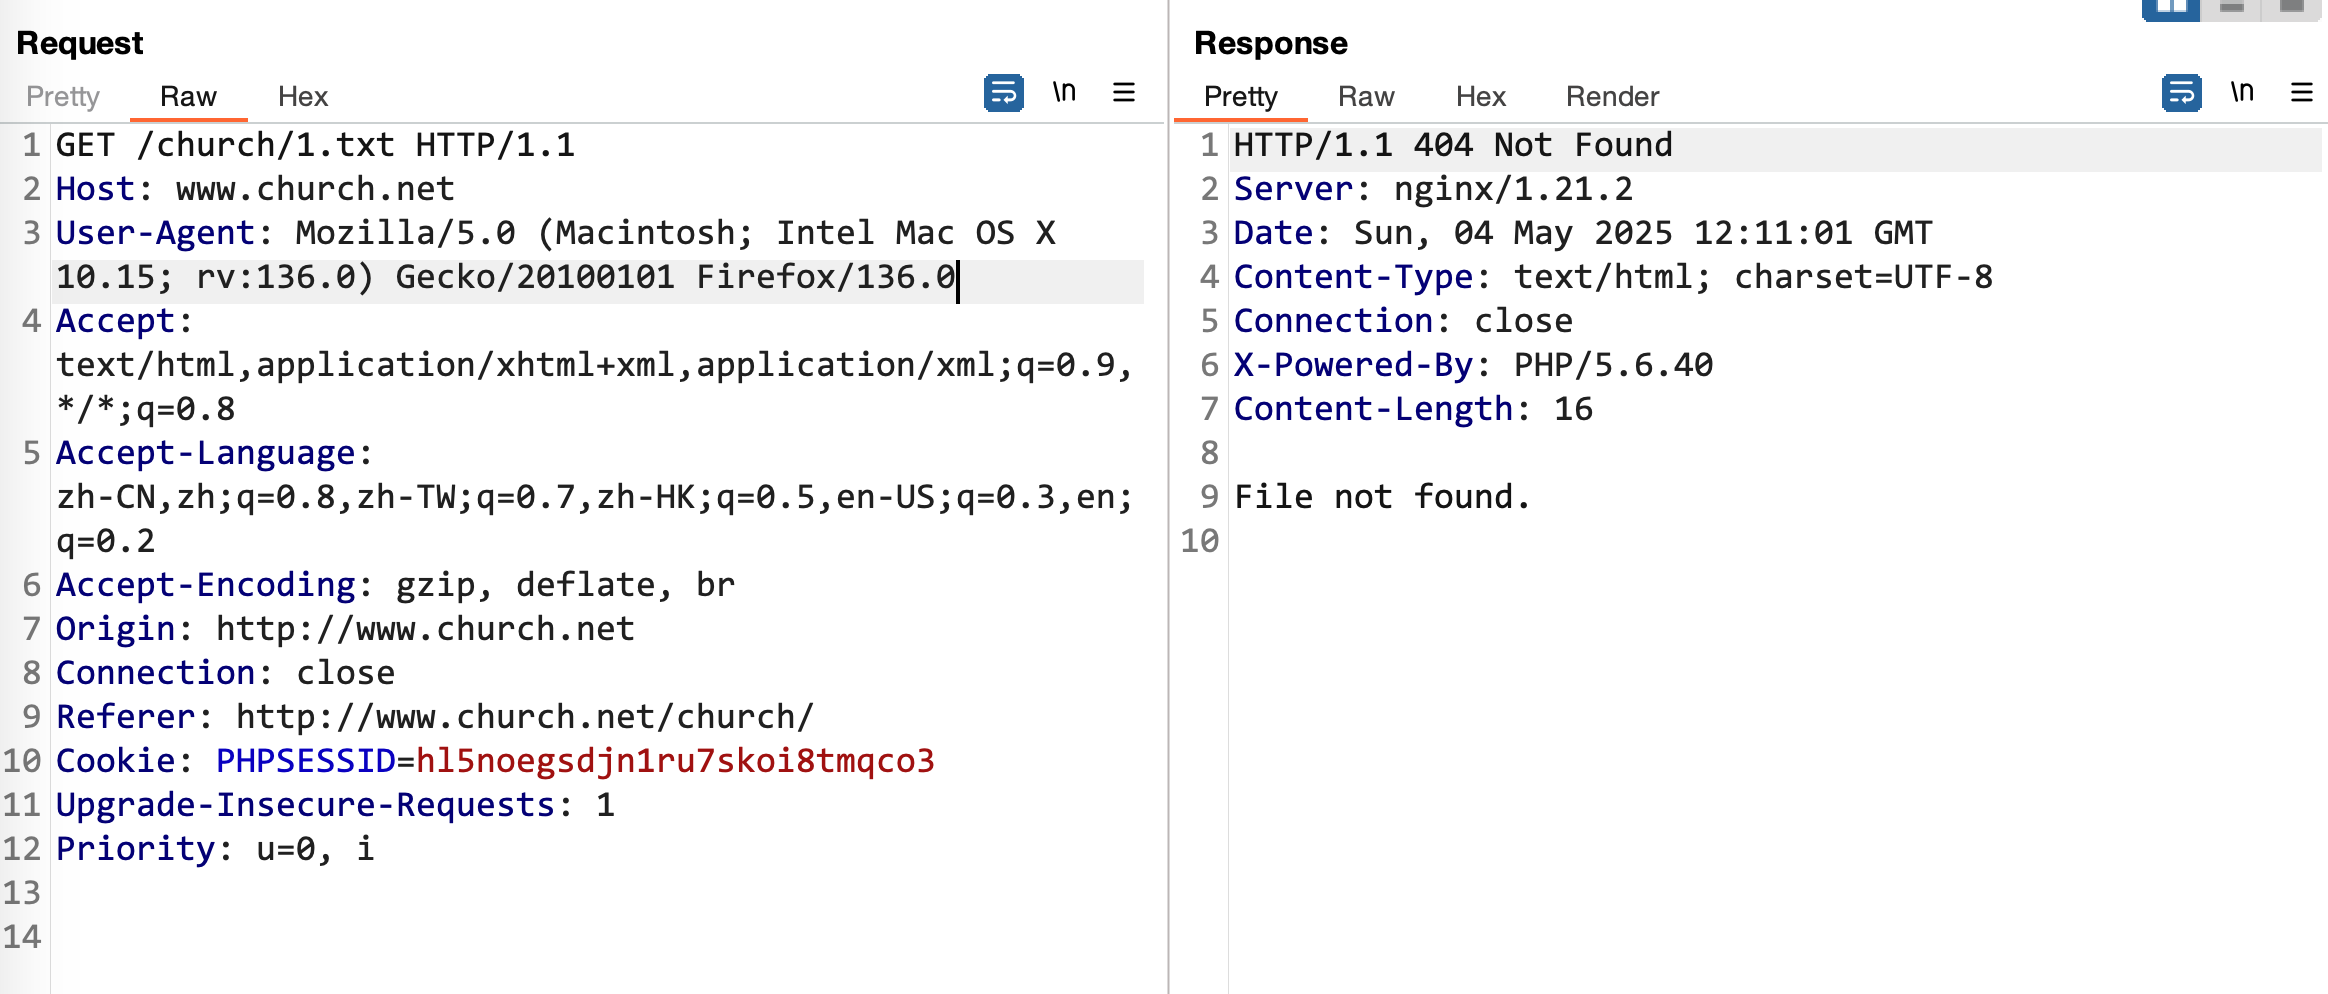 Request
Pretty Raw Hex \n
1 GET /church/1.txt HTTP/1.1
2 Host: www.church.net
3 User-Agent: Mozilla/5.0 (Macintosh; Intel Mac OS X
10.15; rv:136.0) Gecko/20100101 Firefox/136.0
4 Accept:
text/html,application/xhtml+xml,application/xml;q=0.9,
*/*;q=0.8
5 Accept-Language:
zh-CN,zh;q=0.8,zh-TW;q=0.7,zh-HK;q=0.5,en-US;q=0.3,en;
q=0.2
6 Accept-Encoding: gzip, deflate, br
7 Origin: http://www.church.net
8 Connection: close
9 Referer: http://www.church.net/church/
10 Cookie: PHPSESSID=hl5noegsdjn1ru7skoi8tmqco3
11 Upgrade-Insecure-Requests: 1
12 Priority: u=0, i
13
14
Response
Pretty Raw Hex Render \n
1 HTTP/1.1 404 Not Found
2 Server: nginx/1.21.2
3 Date: Sun, 04 May 2025 12:11:01 GMT
4 Content-Type: text/html; charset=UTF-8
5 Connection: close
6 X-Powered-By: PHP/5.6.40
7 Content-Length: 16
8
9 File not found.
10